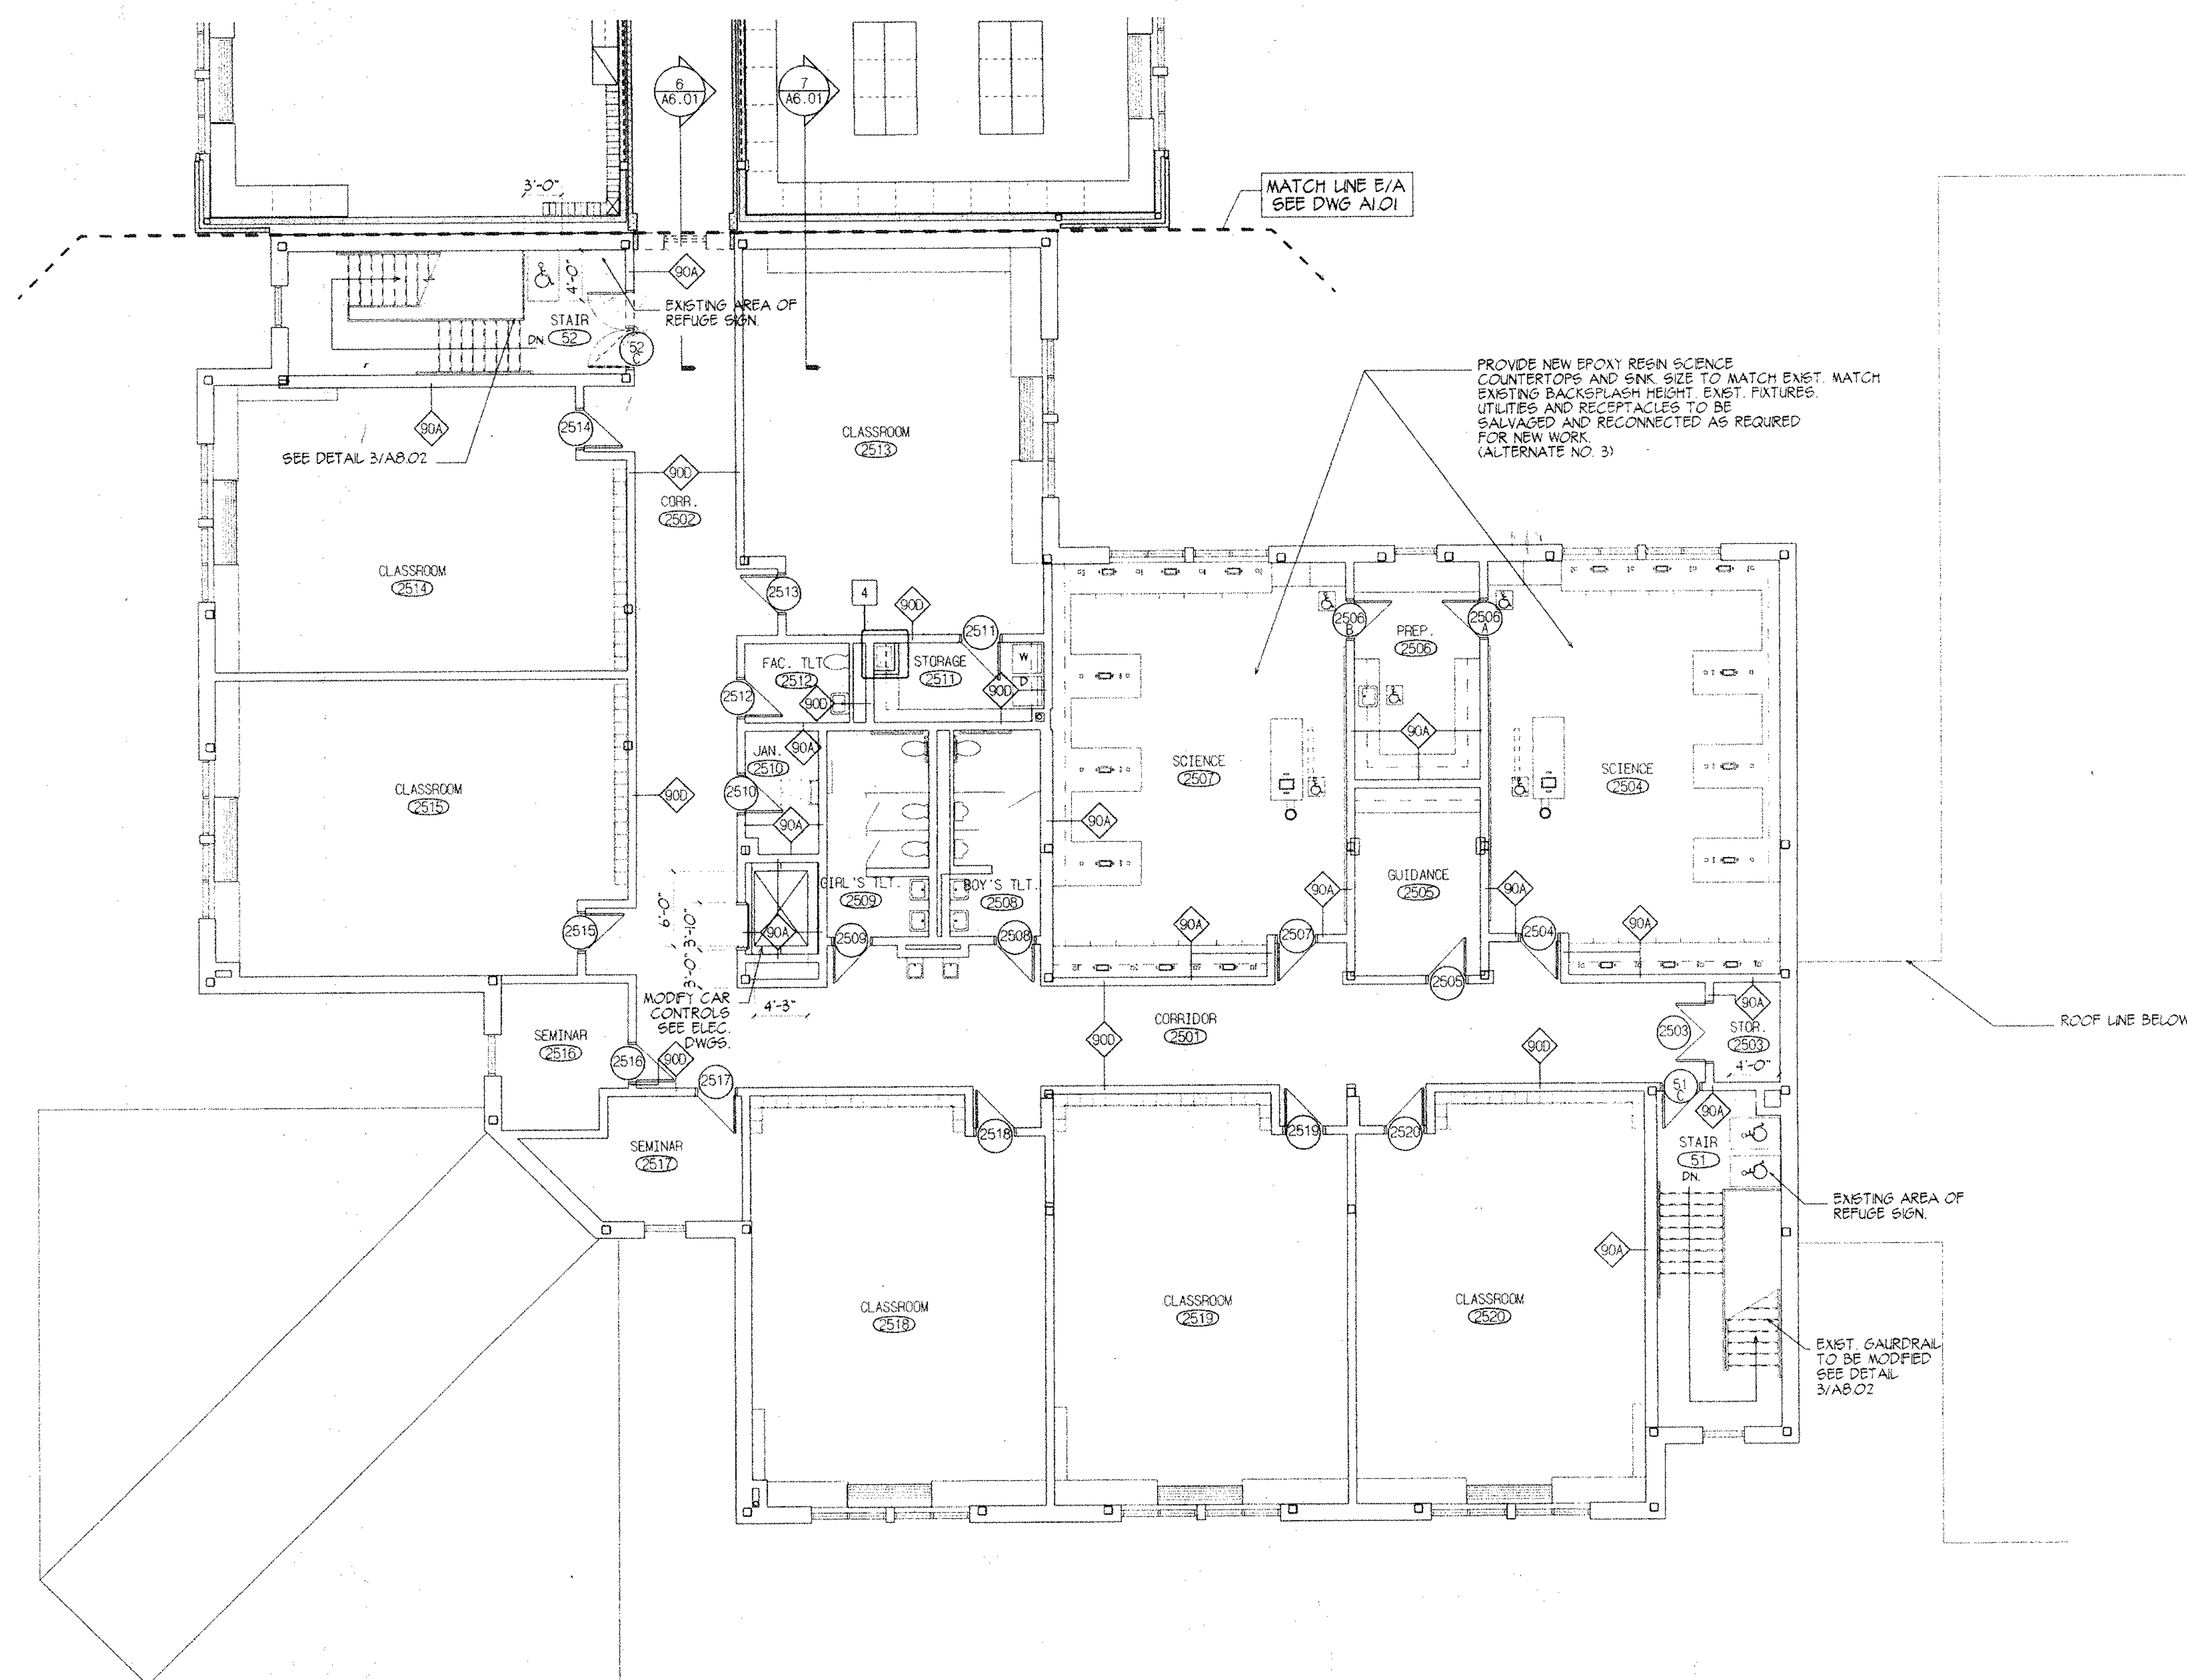 6
A6.01
7
A6.01
3'-0"
MATCH LINE E/A
SEE DWG A1.01
4'-0"
90A
EXISTING AREA OF
REFUGE SIGN.
STAIR
52
DN.
52
C
PROVIDE NEW EPOXY RESIN SCIENCE
COUNTERTOPS AND SINK. SIZE TO MATCH EXIST. MATCH
EXISTING BACKSPLASH HEIGHT. EXIST. FIXTURES.
UTILITIES AND RECEPTACLES TO BE
SALVAGED AND RECONNECTED AS REQUIRED
FOR NEW WORK.
(ALTERNATE NO. 3)
90A
2514
SEE DETAIL 3/A8.02
CLASSROOM
2513
90D
CORR.
2502
CLASSROOM
2514
2513
4
90D
2511
FAC. TLT
2512
STORAGE
2511
W
D
90D
2512
90D
2506
B
PREP.
2506
2506
A
JAN.
2510
90A
2510
90A
90D
CLASSROOM
2515
SCIENCE
2507
90A
SCIENCE
2504
90A
GIRL'S TLT.
2509
BOY'S TLT.
2508
GUIDANCE
2505
90A
90A
6'-0"
3'-10"
3'-0"
90A
2515
2509
2508
90A
2507
2504
90A
2505
MODIFY CAR
CONTROLS
SEE ELEC.
DWGS.
4'-3"
CORRIDOR
2501
90D
90D
2503
90A
STOR.
2503
4'-0"
ROOF LINE BELOW
SEMINAR
2516
2516
90D
2517
51
C
90A
SEMINAR
2517
2518
2519
2520
STAIR
51
DN.
EXISTING AREA OF
REFUGE SIGN.
90A
CLASSROOM
2518
CLASSROOM
2519
CLASSROOM
2520
EXIST. GAURDRAIL
TO BE MODIFIED
SEE DETAIL
3/A8.02